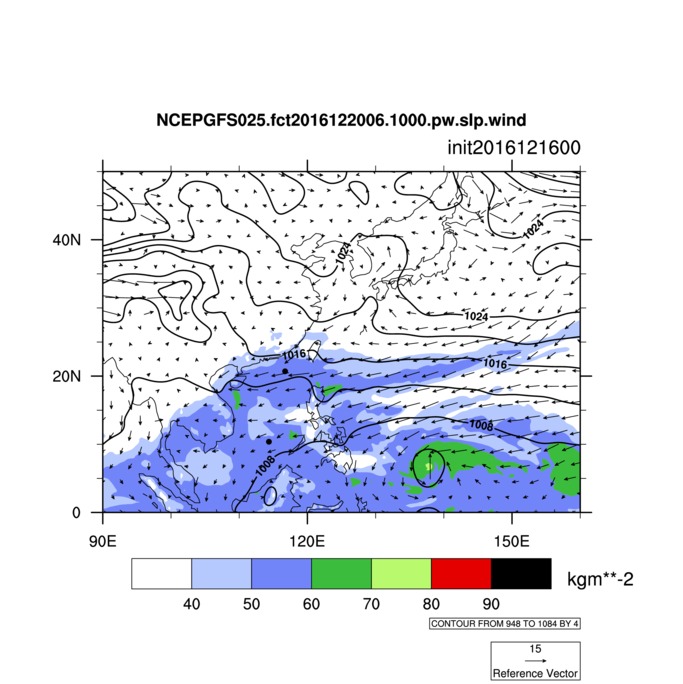 NCEPGFS025.fct2016122006.1000.pw.slp.wind
init2016121600
1024
1024
40N
1024
1016
1016
20N
1008
1008
0
90E 120E 150E
kgm**-2
40 50 60 70 80 90
CONTOUR FROM 948 TO 1084 BY 4
15
Reference Vector